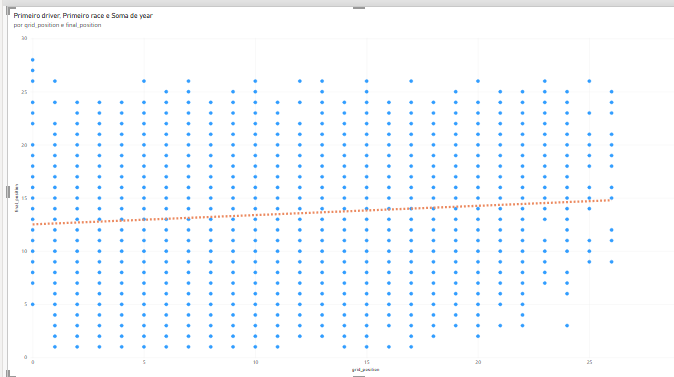 Primeiro driver, Primeiro race e Soma de year
por grid_position e final_position
30
25
20
15
10
5
0
final_position
0 5 10 15 20 25
grid_position